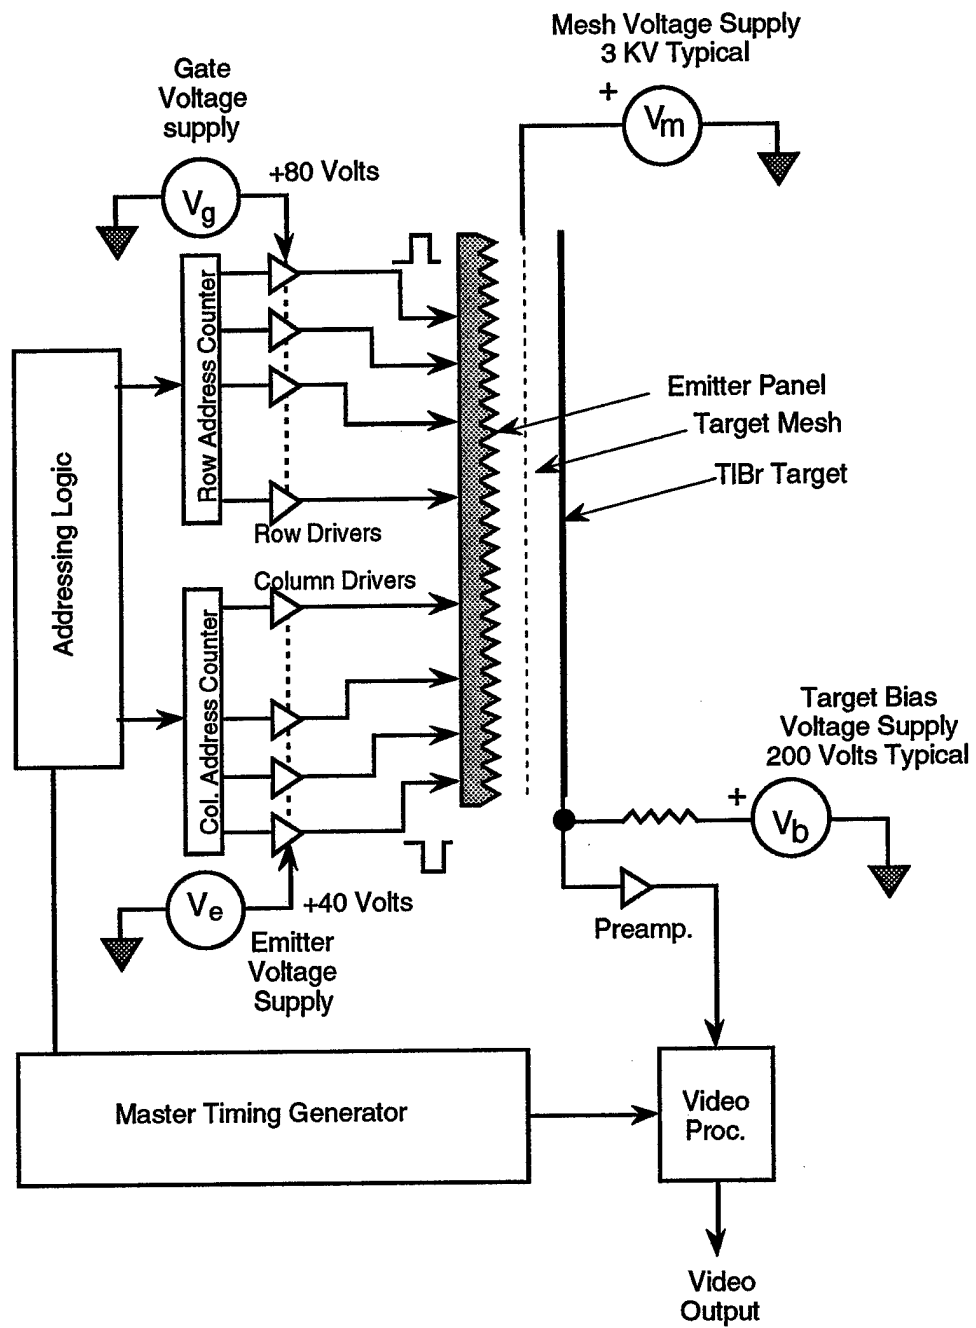 Mesh Voltage Supply
3 KV Typical
+
Vm
Gate
Voltage
supply
+80 Volts
Vg
Row Address Counter
Addressing Logic
Emitter Panel
Target Mesh
TlBr Target
Row Drivers
Column Drivers
Col. Address Counter
Target Bias
Voltage Supply
200 Volts Typical
+
Vb
Ve
+40 Volts
Emitter
Voltage
Supply
Preamp.
Master Timing Generator
Video
Proc.
Video
Output